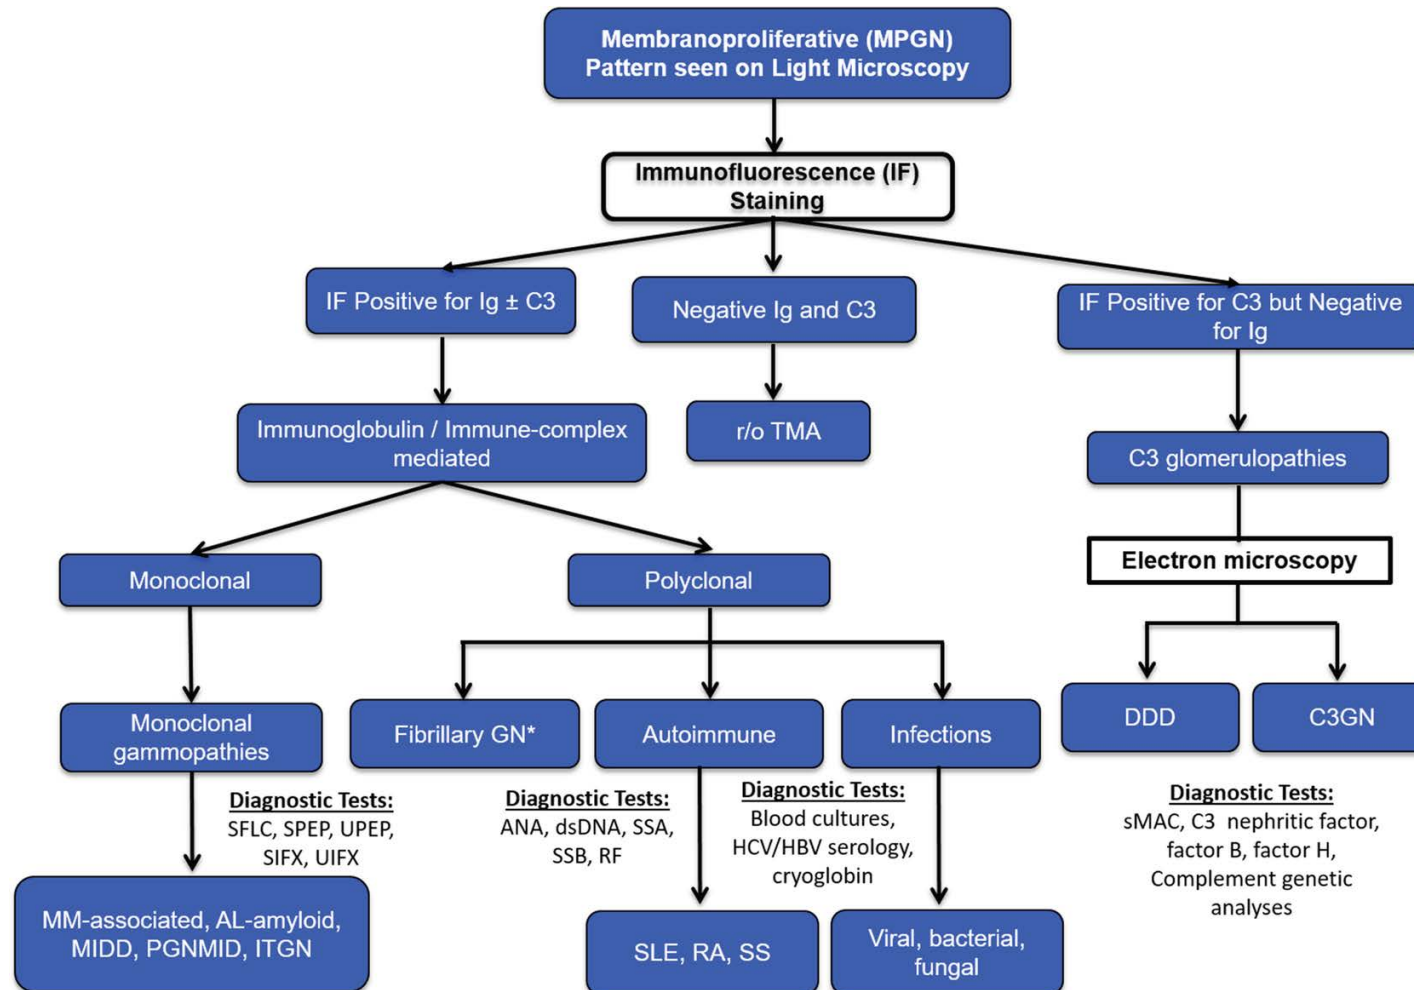 Membranoproliferative (MPGN)
Pattern seen on Light Microscopy
Immunofluorescence (IF)
Staining
IF Positive for Ig ± C3
Negative Ig and C3
IF Positive for C3 but Negative
for Ig
Immunoglobulin / Immune-complex
mediated
r/o TMA
C3 glomerulopathies
Electron microscopy
Monoclonal
Polyclonal
Monoclonal
gammopathies
Fibrillary GN*
Autoimmune
Infections
DDD
C3GN
Diagnostic Tests:
SFLC, SPEP, UPEP,
SIFX, UIFX
Diagnostic Tests:
ANA, dsDNA, SSA,
SSB, RF
Diagnostic Tests:
Blood cultures,
HCV/HBV serology,
cryoglobin
Diagnostic Tests:
sMAC, C3 nephritic factor,
factor B, factor H,
Complement genetic
analyses
MM-associated, AL-amyloid,
MIDD, PGNMID, ITGN
SLE, RA, SS
Viral, bacterial,
fungal